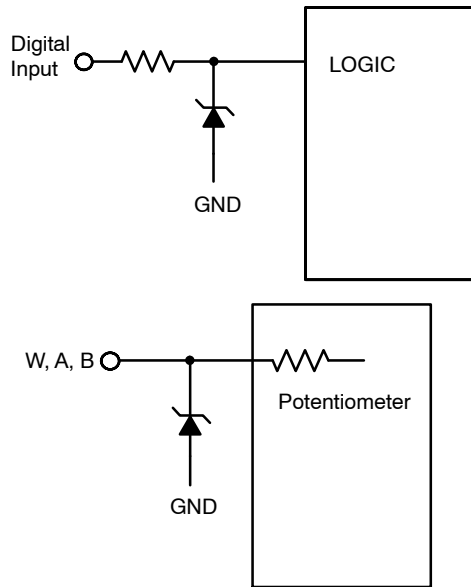 Digital
Input
LOGIC
GND
W, A, B
Potentiometer
GND